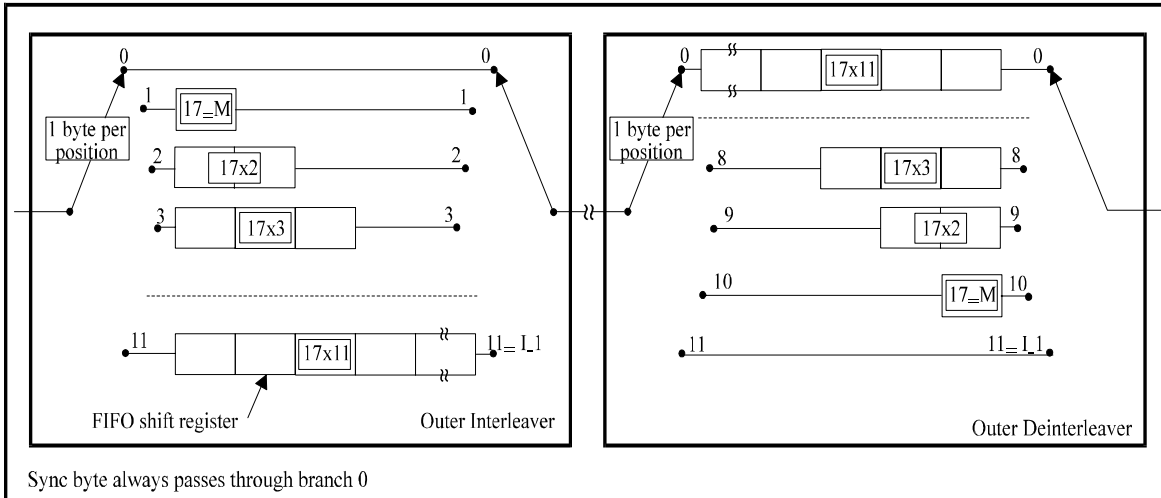 0 0
1 17=M 1
1 byte per
position
2 17x2 2
3 17x3 3
11 17x11 11= I_1
FIFO shift register
Outer Interleaver
0 17x11 0
1 byte per
position
8 17x3 8
9 17x2 9
10 17=M 10
11 11= I_1
Outer Deinterleaver
Sync byte always passes through branch 0